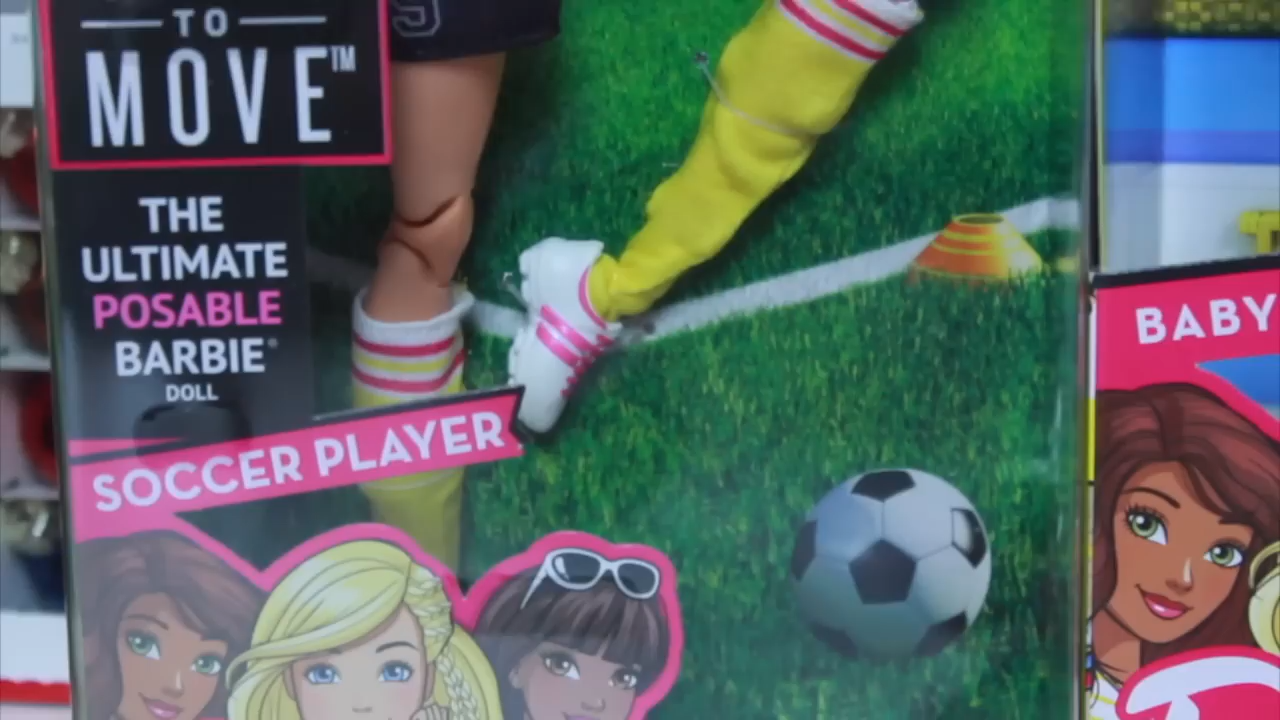 TO
MOVE™
THE
ULTIMATE
POSABLE
BARBIE®
DOLL
SOCCER PLAYER
BABY